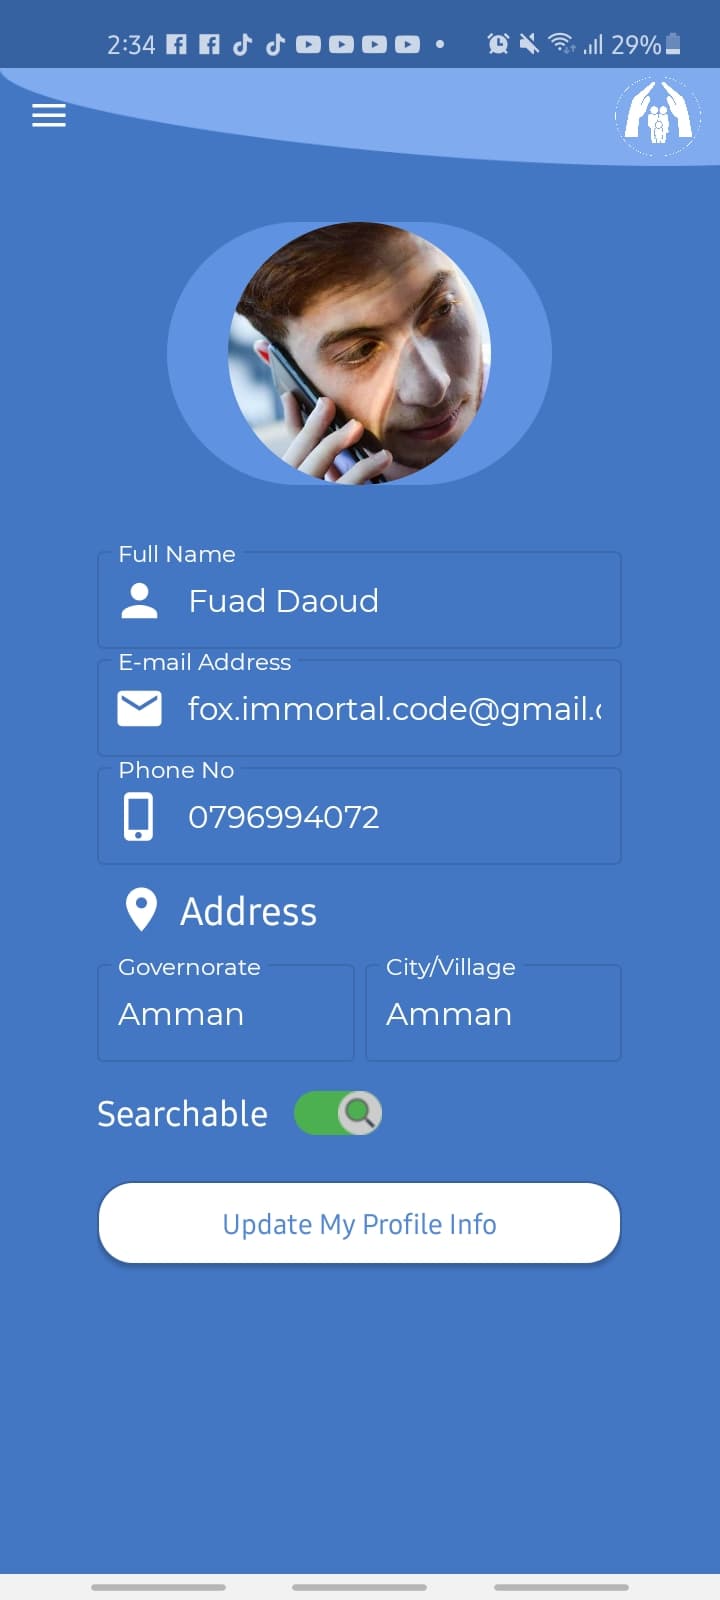 2:34
29%
Full Name
Fuad Daoud
E-mail Address
fox.immortal.code@gmail.
Phone No
0796994072
Address
Governorate City/Village
Amman Amman
Searchable
Update My Profile Info